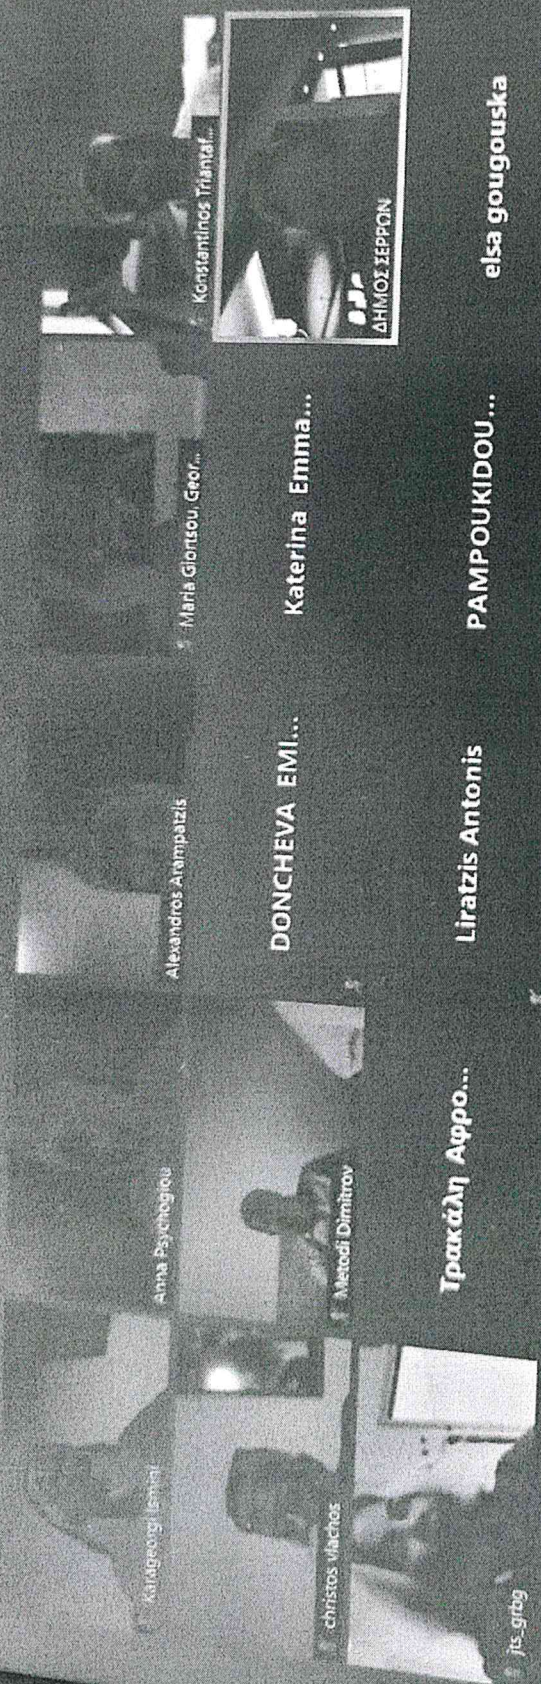 Karageorgi Ismini
Anna Psychogiou
Alexandros Arampatzis
Maria Giortsou, Geor...
Konstantinos Triantaf...
christos vlachos
Metodi Dimitrov
DONCHEVA EMI...
Katerina Emma...
ΔΗΜΟΣ ΣΕΡΡΩΝ
jts_grbg
Τρακάλη Αφρο...
Liratzis Antonis
PAMPOUKIDOU...
elsa gougouska